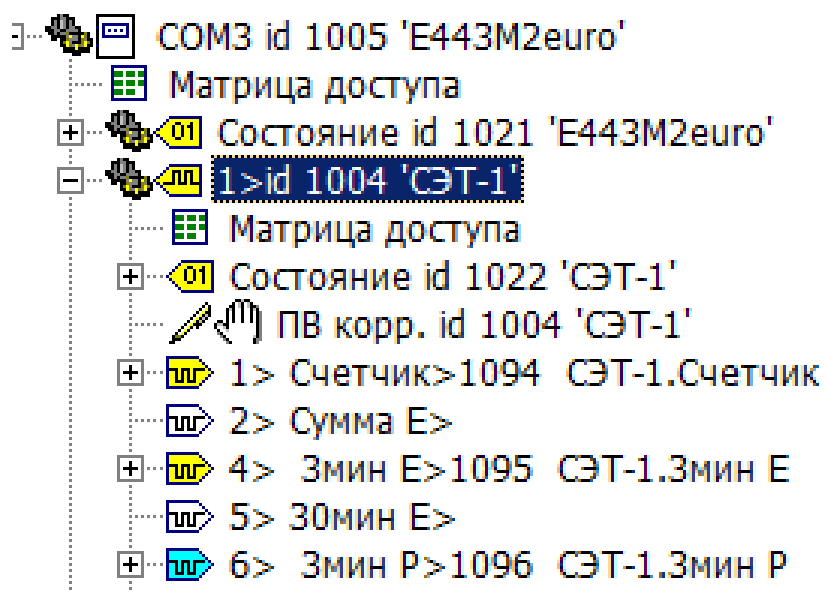 COM3 id 1005 'E443M2euro'
Матрица доступа
01 Состояние id 1021 'E443M2euro'
1>id 1004 'СЭТ-1'
Матрица доступа
01 Состояние id 1022 'СЭТ-1'
ПВ корр. id 1004 'СЭТ-1'
1> Счетчик>1094 СЭТ-1.Счетчик
2> Сумма Е>
4> 3мин Е>1095 СЭТ-1.3мин Е
5> 30мин Е>
6> 3мин Р>1096 СЭТ-1.3мин Р